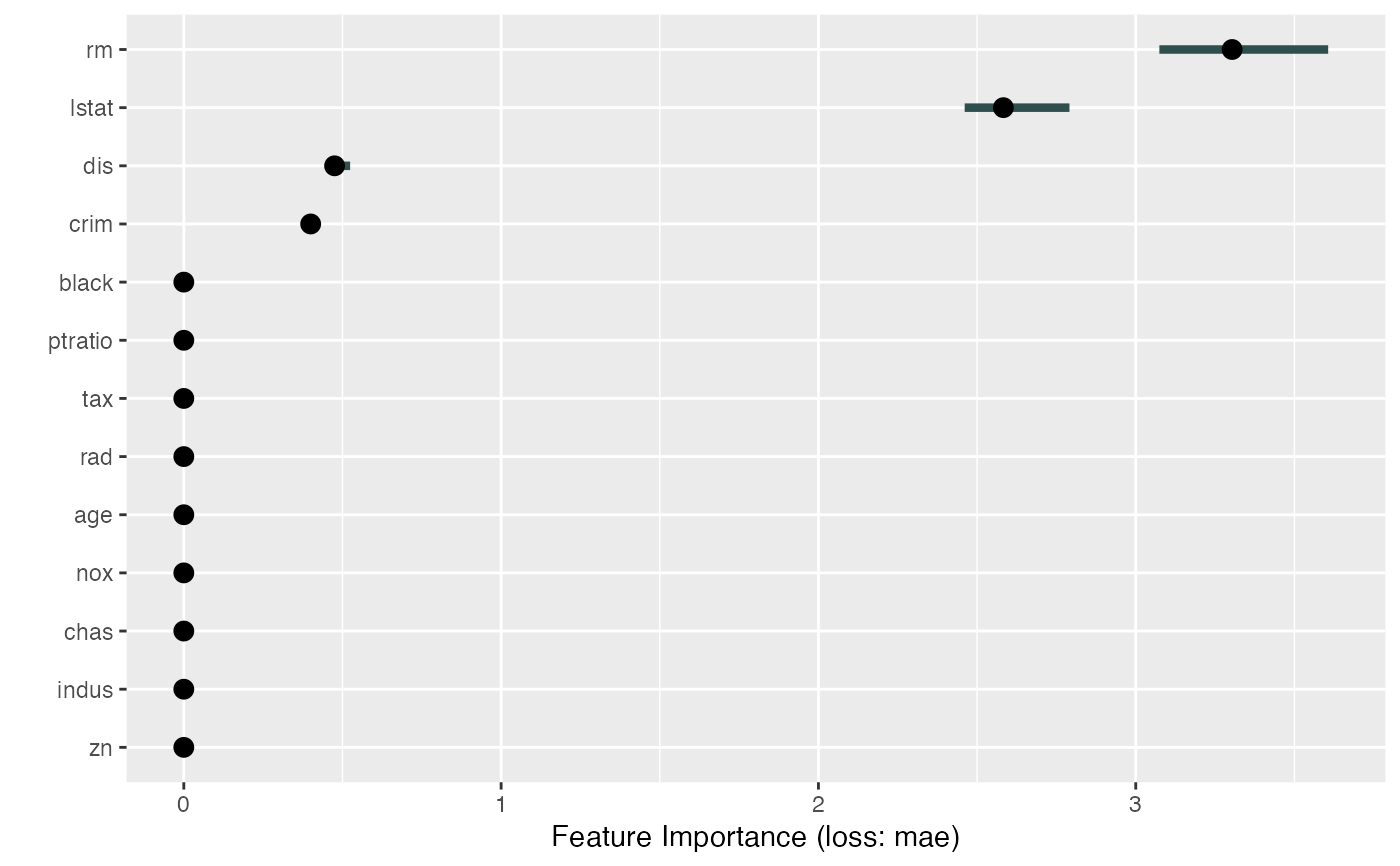 rm
lstat
dis
crim
black
ptratio
tax
rad
age
nox
chas
indus
zn
0 1 2 3
Feature Importance (loss: mae)